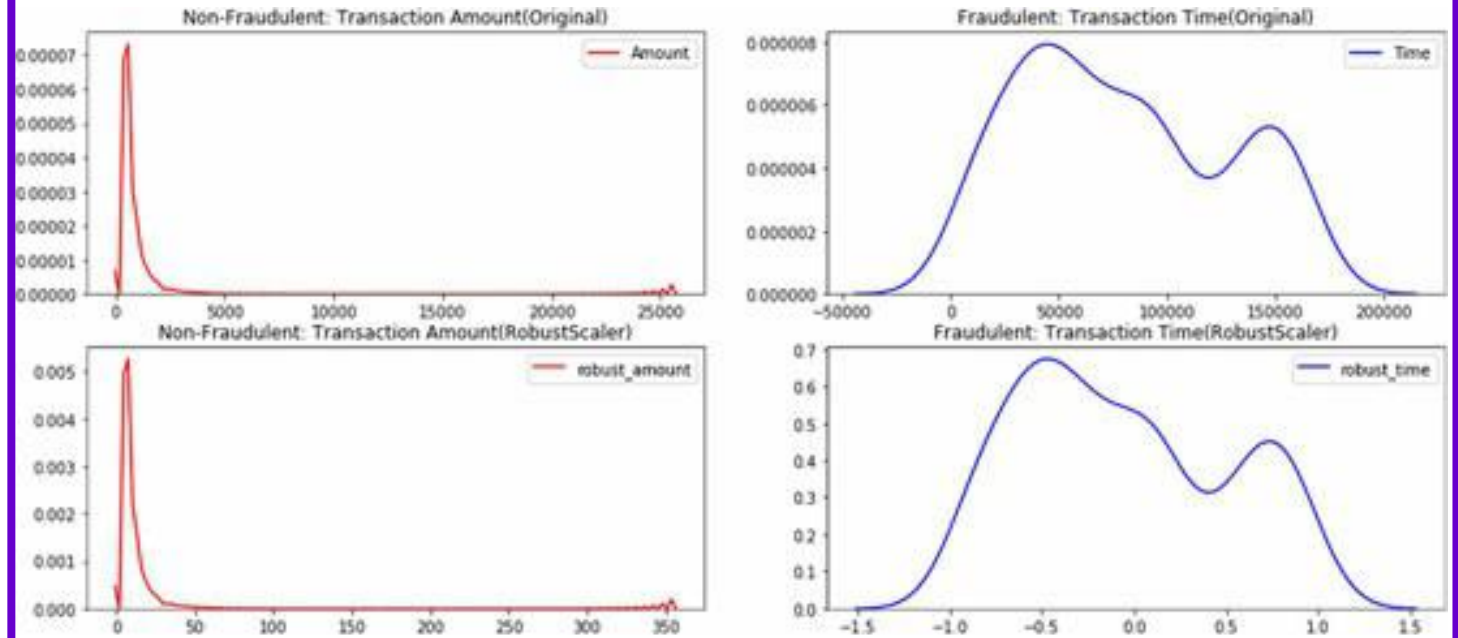 Non-Fraudulent: Transaction Amount(Original)
Amount
0.00007
0.00006
0.00005
0.00004
0.00003
0.00002
0.00001
0.00000
0 5000 10000 15000 20000 25000
Fraudulent: Transaction Time(Original)
Time
0.000008
0.000006
0.000004
0.000002
0.000000
−50000 0 50000 100000 150000 200000
Non-Fraudulent: Transaction Amount(RobustScaler)
robust_amount
0.005
0.004
0.003
0.002
0.001
0.000
0 50 100 150 200 250 300 350
Fraudulent: Transaction Time(RobustScaler)
robust_time
0.7
0.6
0.5
0.4
0.3
0.2
0.1
0.0
−1.5 −1.0 −0.5 0.0 0.5 1.0 1.5